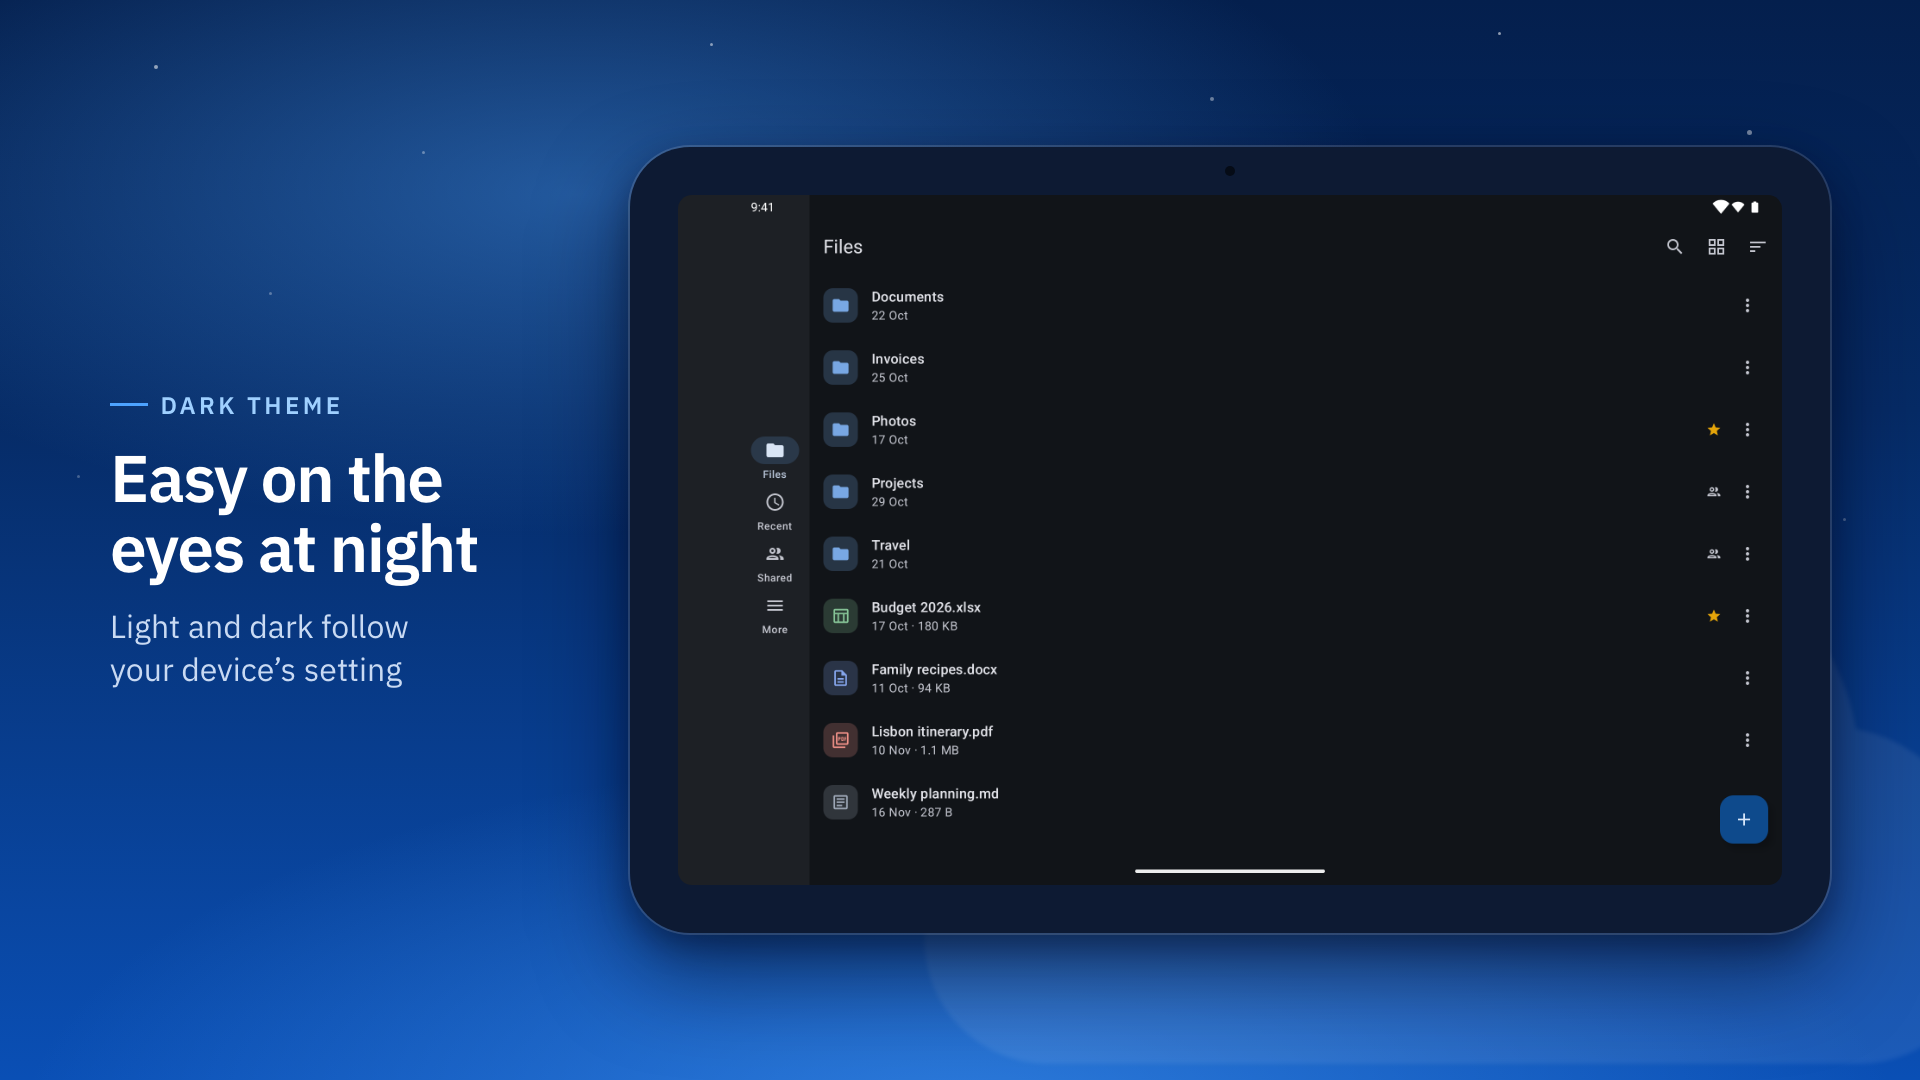 DARK THEME
Easy on the
eyes at night
Light and dark follow
your device’s setting
9:41
Files
Recent
Shared
More
Files
Documents
22 Oct
Invoices
25 Oct
Photos
17 Oct
Projects
29 Oct
Travel
21 Oct
Budget 2026.xlsx
17 Oct · 180 KB
Family recipes.docx
11 Oct · 94 KB
Lisbon itinerary.pdf
10 Nov · 1.1 MB
Weekly planning.md
16 Nov · 287 B